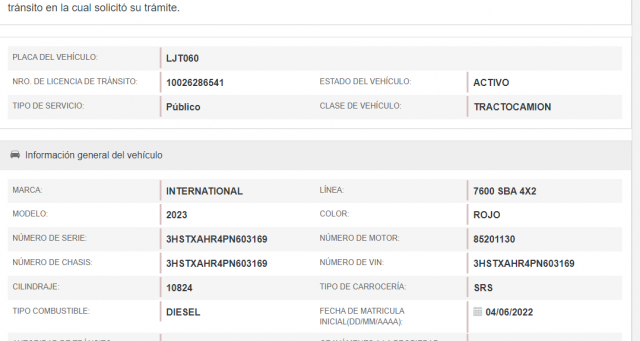 tránsito en la cual solicitó su trámite.
PLACA DEL VEHÍCULO: LJT060
NRO. DE LICENCIA DE TRÁNSITO: 10026286541 ESTADO DEL VEHÍCULO: ACTIVO
TIPO DE SERVICIO: Público CLASE DE VEHÍCULO: TRACTOCAMION
Información general del vehículo
MARCA: INTERNATIONAL LÍNEA: 7600 SBA 4X2
MODELO: 2023 COLOR: ROJO
NÚMERO DE SERIE: 3HSTXAHR4PN603169 NÚMERO DE MOTOR: 85201130
NÚMERO DE CHASIS: 3HSTXAHR4PN603169 NÚMERO DE VIN: 3HSTXAHR4PN603169
CILINDRAJE: 10824 TIPO DE CARROCERÍA: SRS
TIPO COMBUSTIBLE: DIESEL FECHA DE MATRICULA 04/06/2022
INICIAL(DD/MM/AAAA):